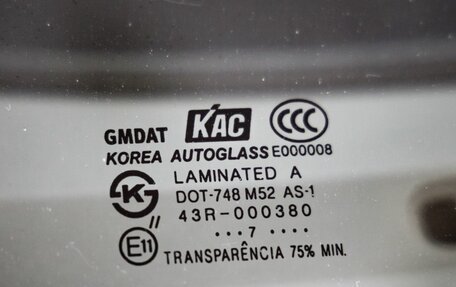 GMDAT KAC CCC
KOREA AUTOGLASS E000008
LAMINATED A
DOT-748 M52 AS-1
43R-000380
•••7 ••••
E11 TRANSPARÊNCIA 75% MIN.